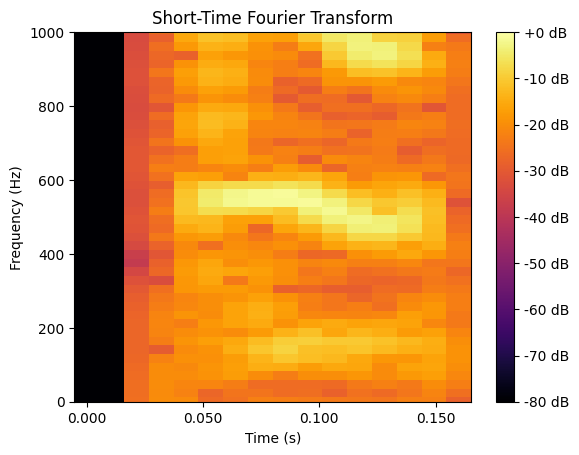 Short-Time Fourier Transform
1000
800
600
400
200
0
Frequency (Hz)
0.000
0.050
0.100
0.150
Time (s)
+0 dB
-10 dB
-20 dB
-30 dB
-40 dB
-50 dB
-60 dB
-70 dB
-80 dB